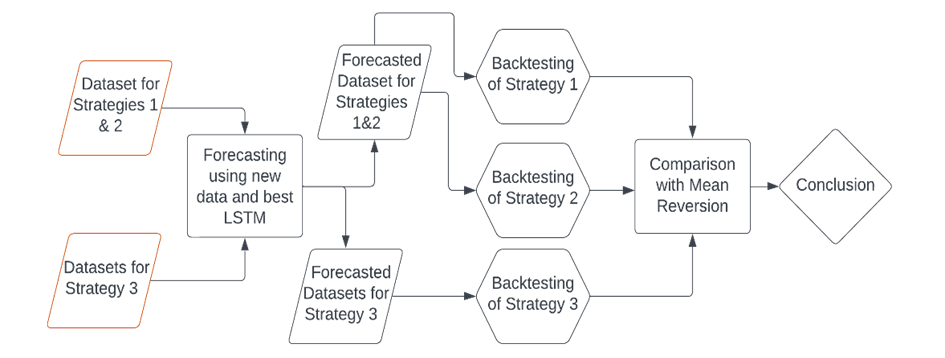 Dataset for
Strategies 1
& 2
Datasets for
Strategy 3
Forecasting
using new
data and best
LSTM
Forecasted
Dataset for
Strategies
1&2
Forecasted
Datasets for
Strategy 3
Backtesting
of Strategy 1
Backtesting
of Strategy 2
Backtesting
of Strategy 3
Comparison
with Mean
Reversion
Conclusion